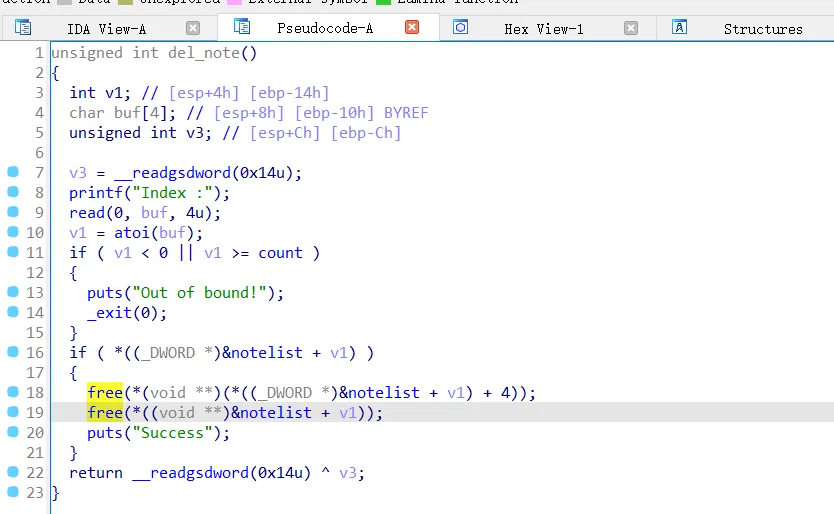 IDA View-A Pseudocode-A Hex View-1 Structures
1 unsigned int del_note()
2 {
3 int v1; // [esp+4h] [ebp-14h]
4 char buf[4]; // [esp+8h] [ebp-10h] BYREF
5 unsigned int v3; // [esp+Ch] [ebp-Ch]
6
7 v3 = __readgsdword(0x14u);
8 printf("Index :");
9 read(0, buf, 4u);
10 v1 = atoi(buf);
11 if ( v1 < 0 || v1 >= count )
12 {
13 puts("Out of bound!");
14 _exit(0);
15 }
16 if ( *((_DWORD *)&notelist + v1) )
17 {
18 free(*(void **)(*((_DWORD *)&notelist + v1) + 4));
19 free(*((void **)&notelist + v1));
20 puts("Success");
21 }
22 return __readgsdword(0x14u) ^ v3;
23 }